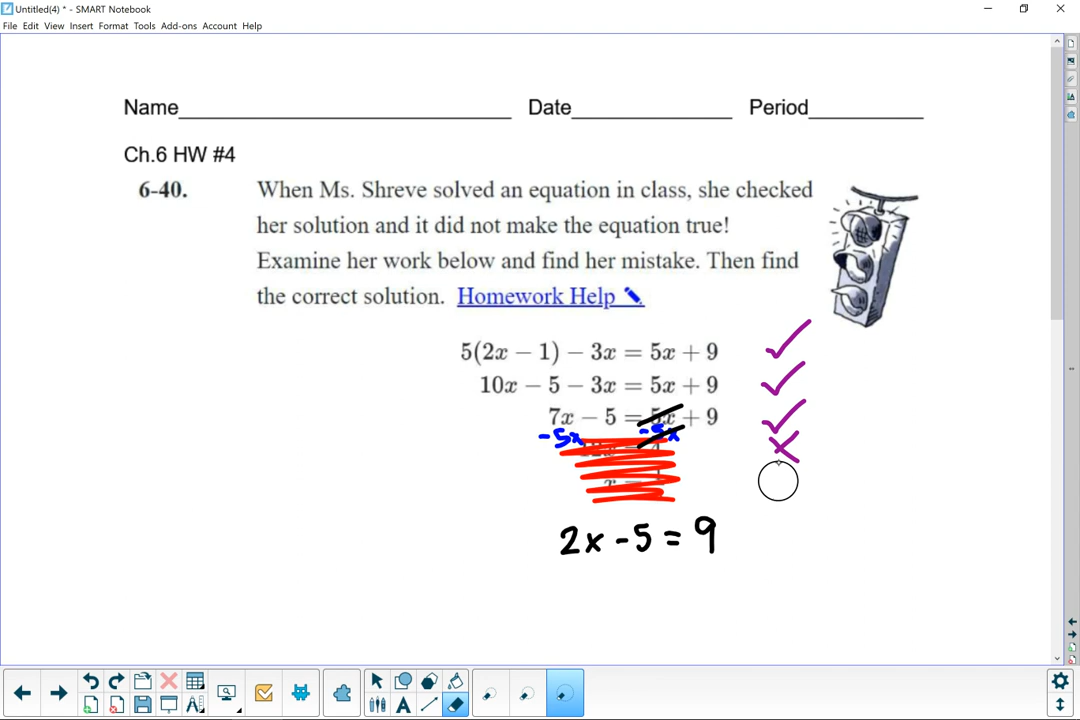 Untitled(4) * - SMART Notebook
File Edit View Insert Format Tools Add-ons Account Help
Name Date Period
Ch.6 HW #4
6-40. When Ms. Shreve solved an equation in class, she checked
her solution and it did not make the equation true!
Examine her work below and find her mistake. Then find
the correct solution. Homework Help
5(2x − 1) − 3x = 5x + 9
10x − 5 − 3x = 5x + 9
7x − 5 = 5x + 9
-5x -5x
2x - 5 = 9